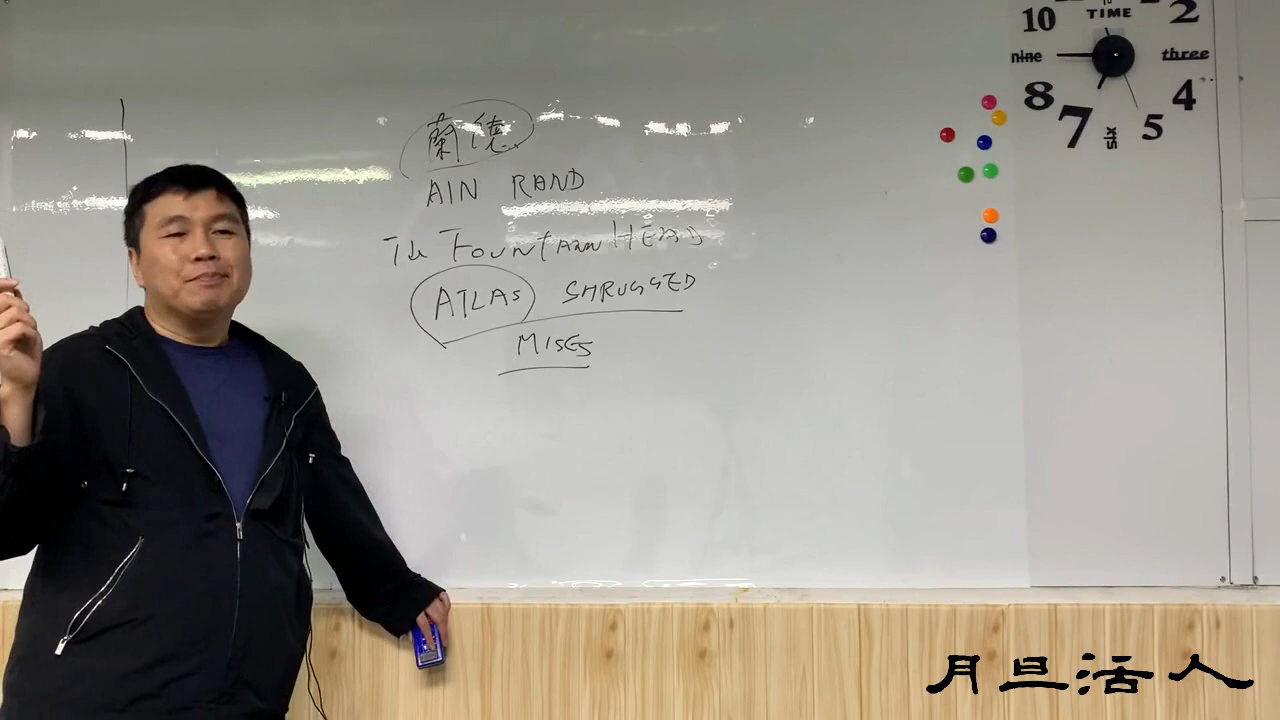 蘭德
AIN RAND
The FOUNTAINHEAD
ATLAS SHRUGGED
MISES
10
TIME
2
nine
three
8
4
7
SIX
5
月旦活人